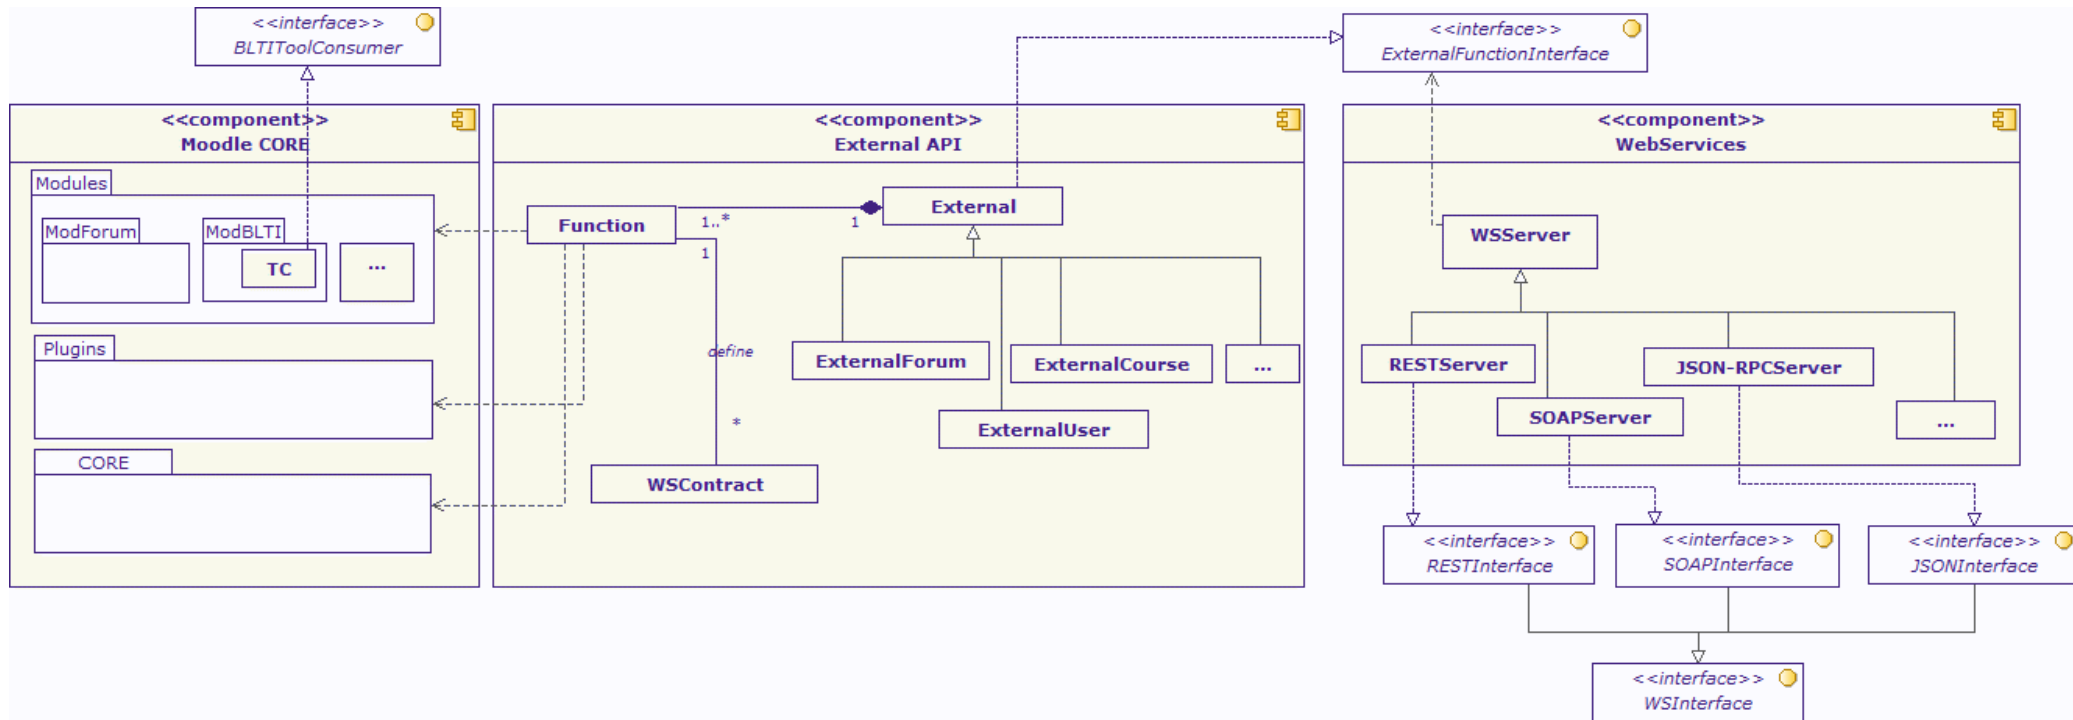 <<interface>>
BLTIToolConsumer
<<interface>>
ExternalFunctionInterface
<<component>>
Moodle CORE
Modules
ModForum
ModBLTI
TC
...
Plugins
CORE
<<component>>
External API
Function
1..*
1
External
1
define
*
WSContract
ExternalForum
ExternalCourse
...
ExternalUser
<<component>>
WebServices
WSServer
RESTServer
JSON-RPCServer
SOAPServer
...
<<interface>>
RESTInterface
<<interface>>
SOAPInterface
<<interface>>
JSONInterface
<<interface>>
WSInterface